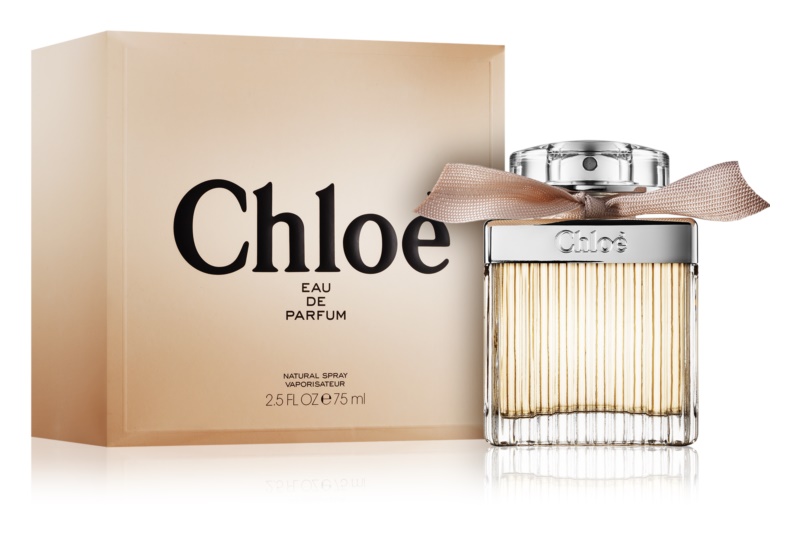 Chloé
EAU
DE
PARFUM
NATURAL SPRAY
VAPORISATEUR
2.5 FL OZ ℮ 75 ml
Chloé